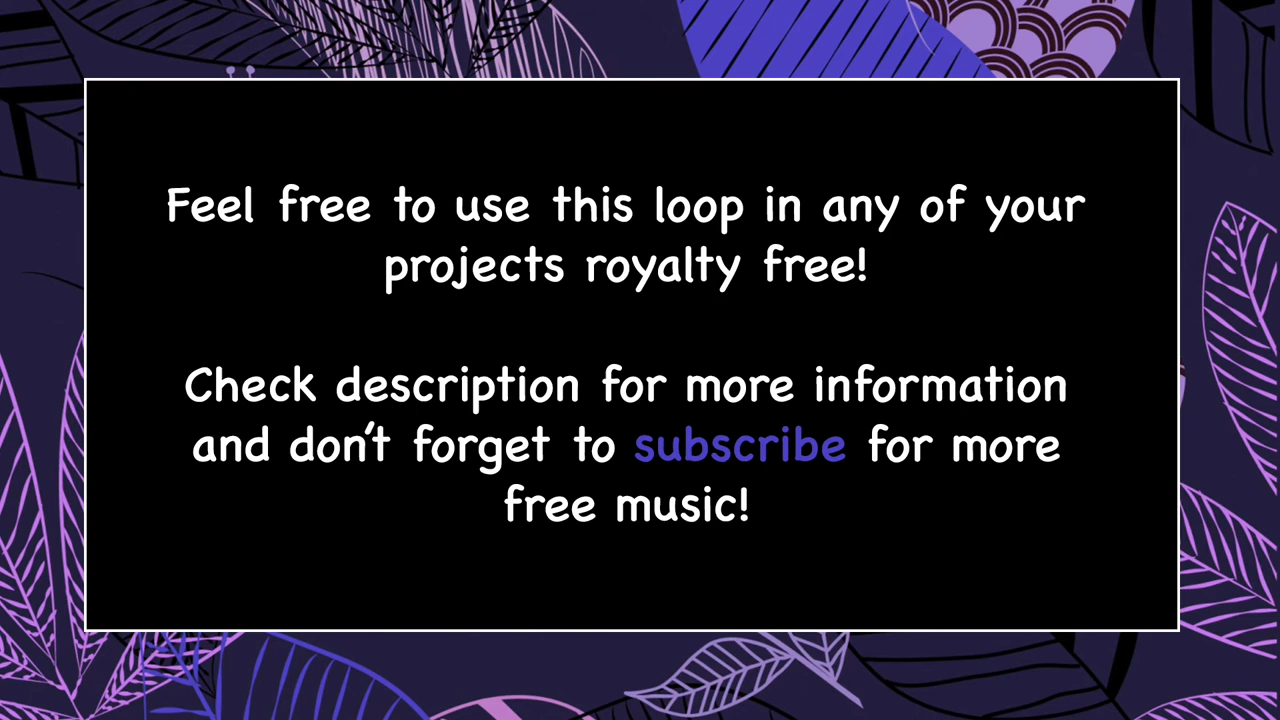 Feel free to use this loop in any of your
projects royalty free!
Check description for more information
and don't forget to subscribe for more
free music!